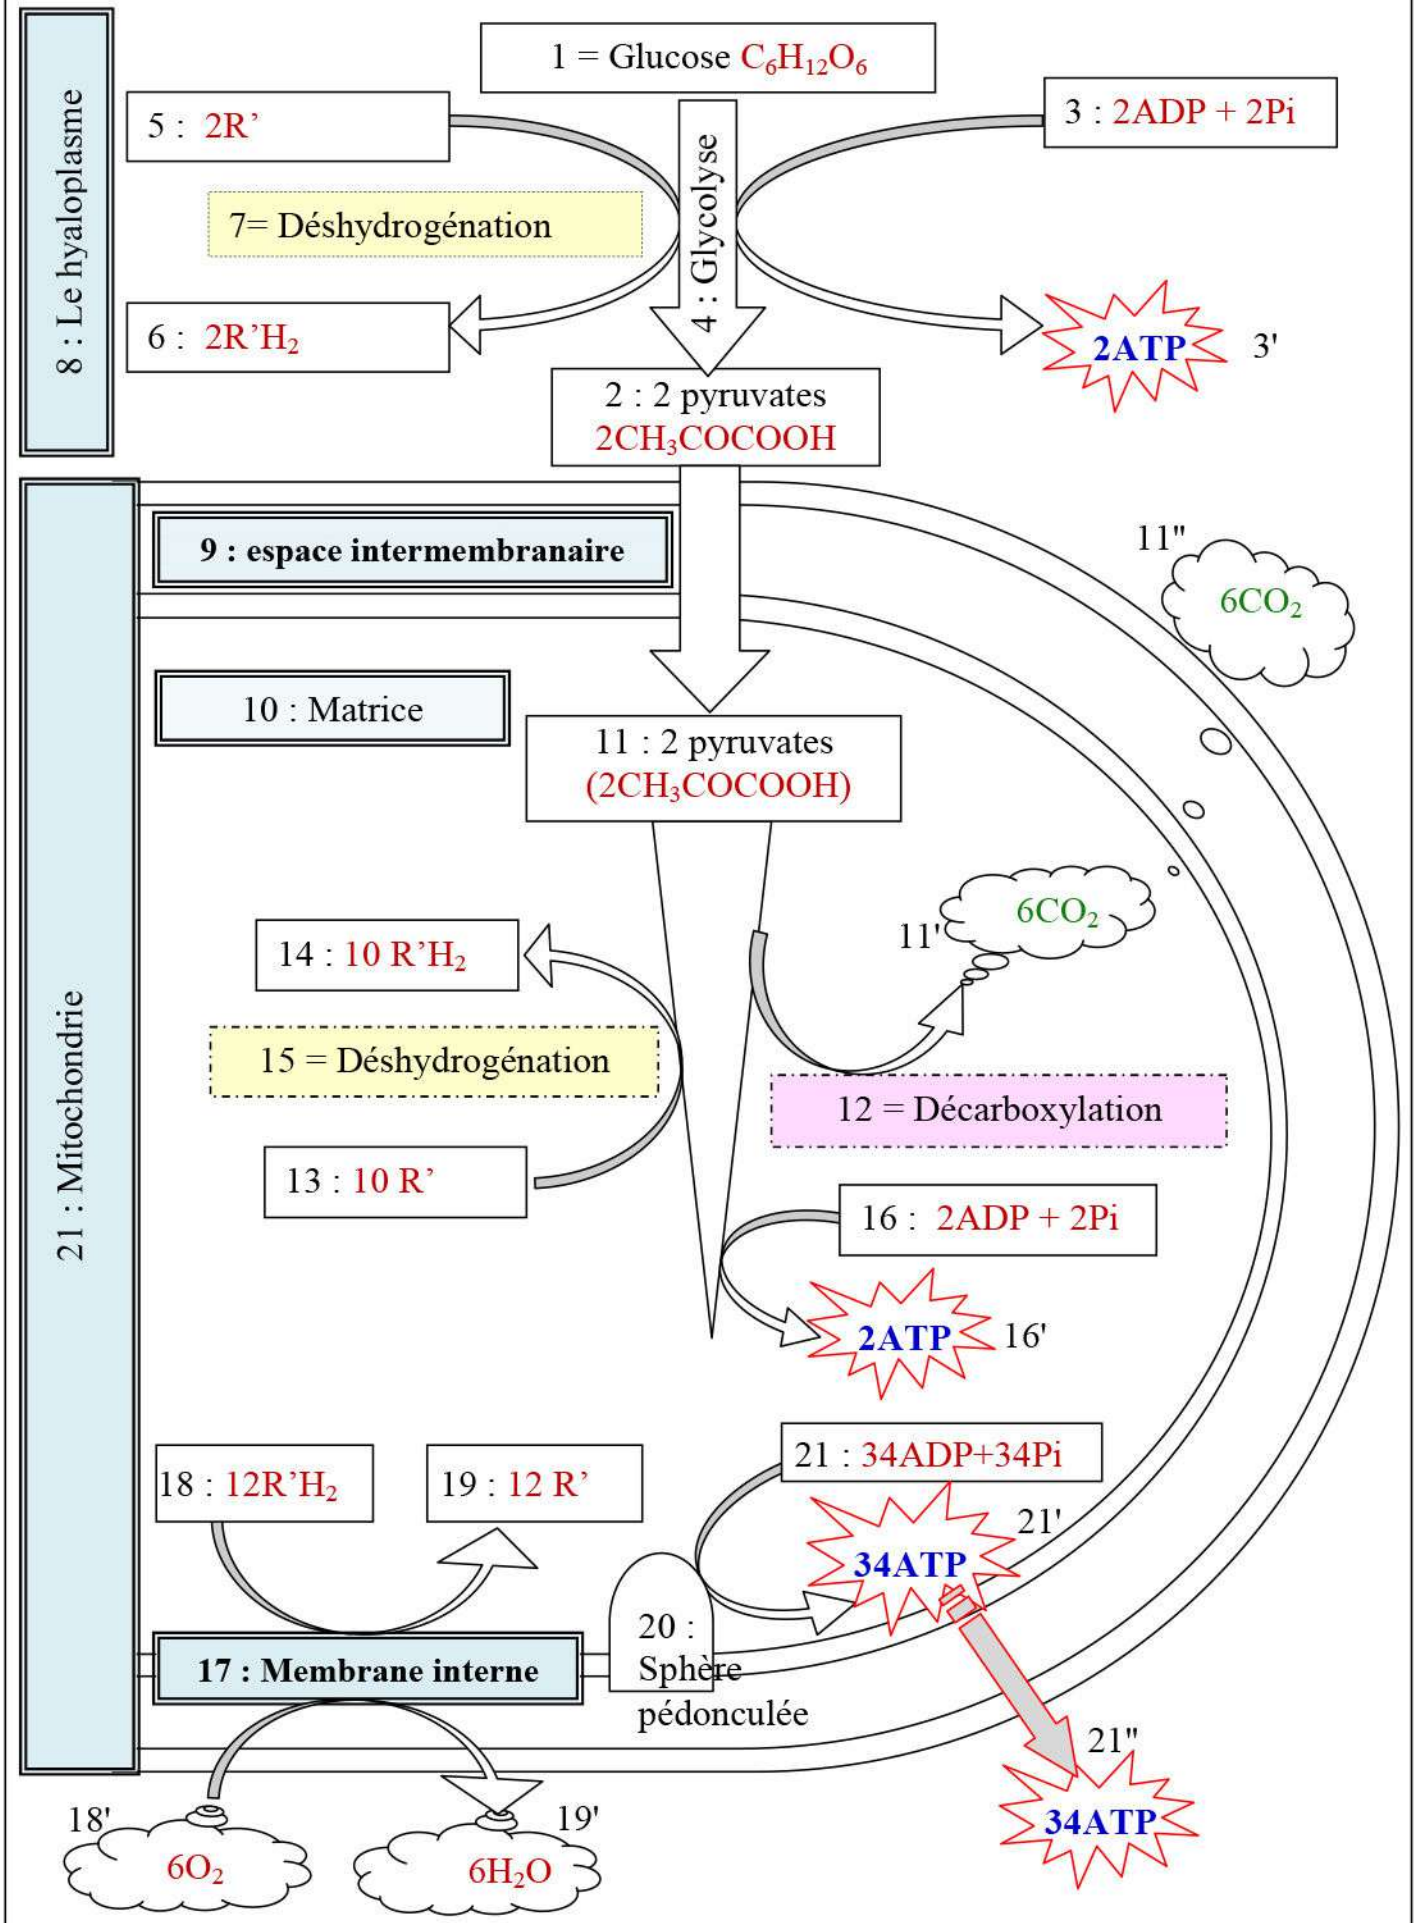 1 = Glucose C₆H₁₂O₆
5 : 2R’
3 : 2ADP + 2Pi
8 : Le hyaloplasme
4 : Glycolyse
7= Déshydrogénation
6 : 2R’H₂
2ATP
3'
2 : 2 pyruvates
2CH₃COCOOH
9 : espace intermembranaire
11"
6CO₂
10 : Matrice
11 : 2 pyruvates
(2CH₃COCOOH)
21 : Mitochondrie
14 : 10 R’H₂
11'
6CO₂
15 = Déshydrogénation
12 = Décarboxylation
13 : 10 R’
16 : 2ADP + 2Pi
2ATP
16'
18 : 12R’H₂
19 : 12 R’
21 : 34ADP+34Pi
21'
34ATP
20 :
Sphère
pédonculée
17 : Membrane interne
21"
34ATP
18'
6O₂
19'
6H₂O